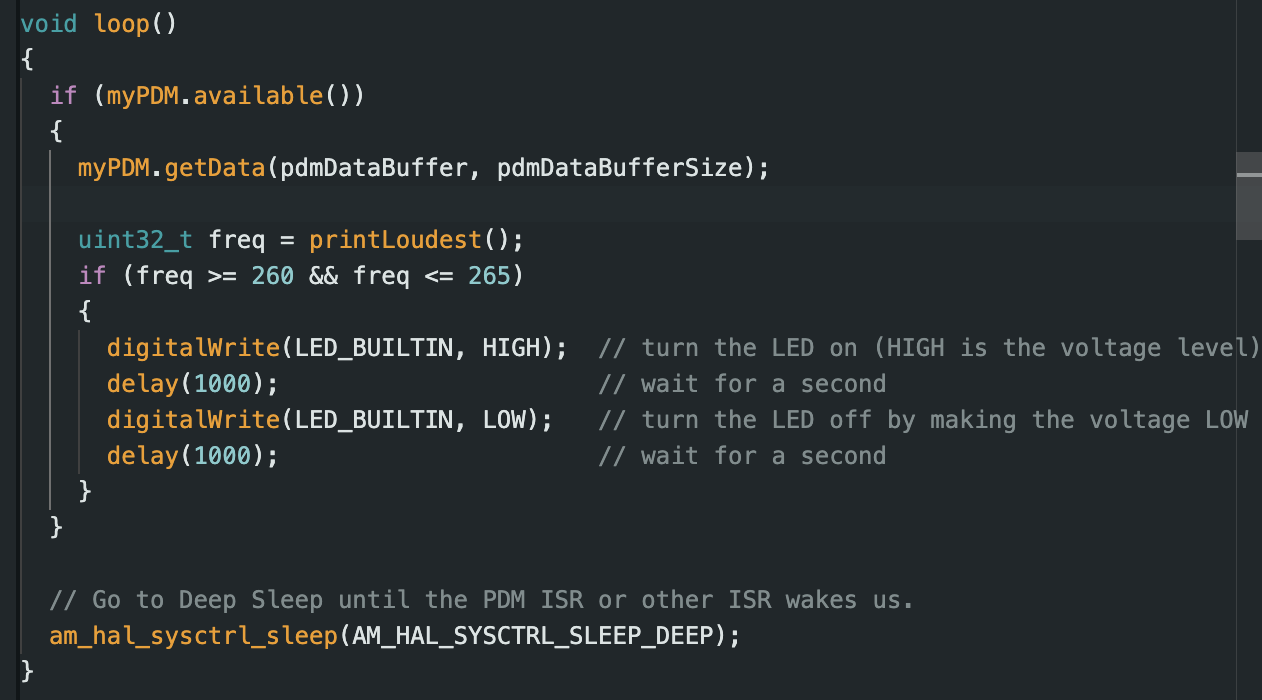 void loop()
{
  if (myPDM.available())
  {
    myPDM.getData(pdmDataBuffer, pdmDataBufferSize);

    uint32_t freq = printLoudest();
    if (freq >= 260 && freq <= 265)
    {
      digitalWrite(LED_BUILTIN, HIGH);  // turn the LED on (HIGH is the voltage level)
      delay(1000);                      // wait for a second
      digitalWrite(LED_BUILTIN, LOW);   // turn the LED off by making the voltage LOW
      delay(1000);                      // wait for a second
    }
  }

  // Go to Deep Sleep until the PDM ISR or other ISR wakes us.
  am_hal_sysctrl_sleep(AM_HAL_SYSCTRL_SLEEP_DEEP);
}